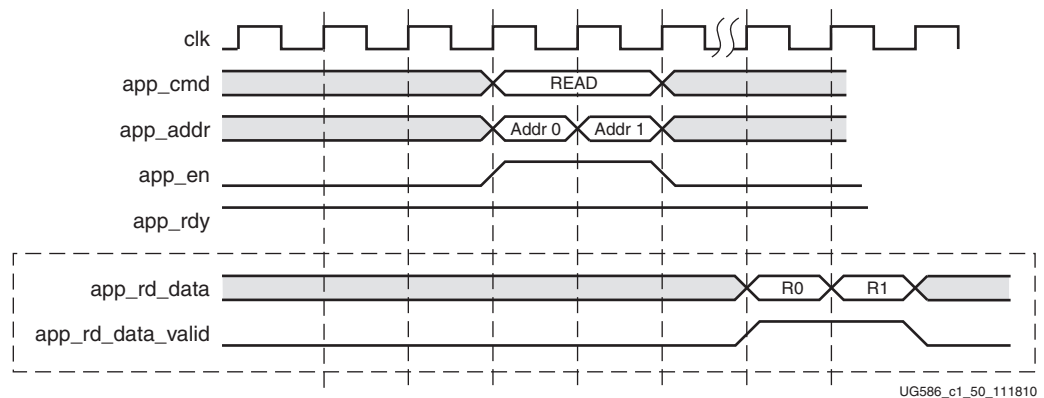 clk
app_cmd READ
app_addr Addr 0 Addr 1
app_en
app_rdy
app_rd_data R0 R1
app_rd_data_valid
UG586_c1_50_111810